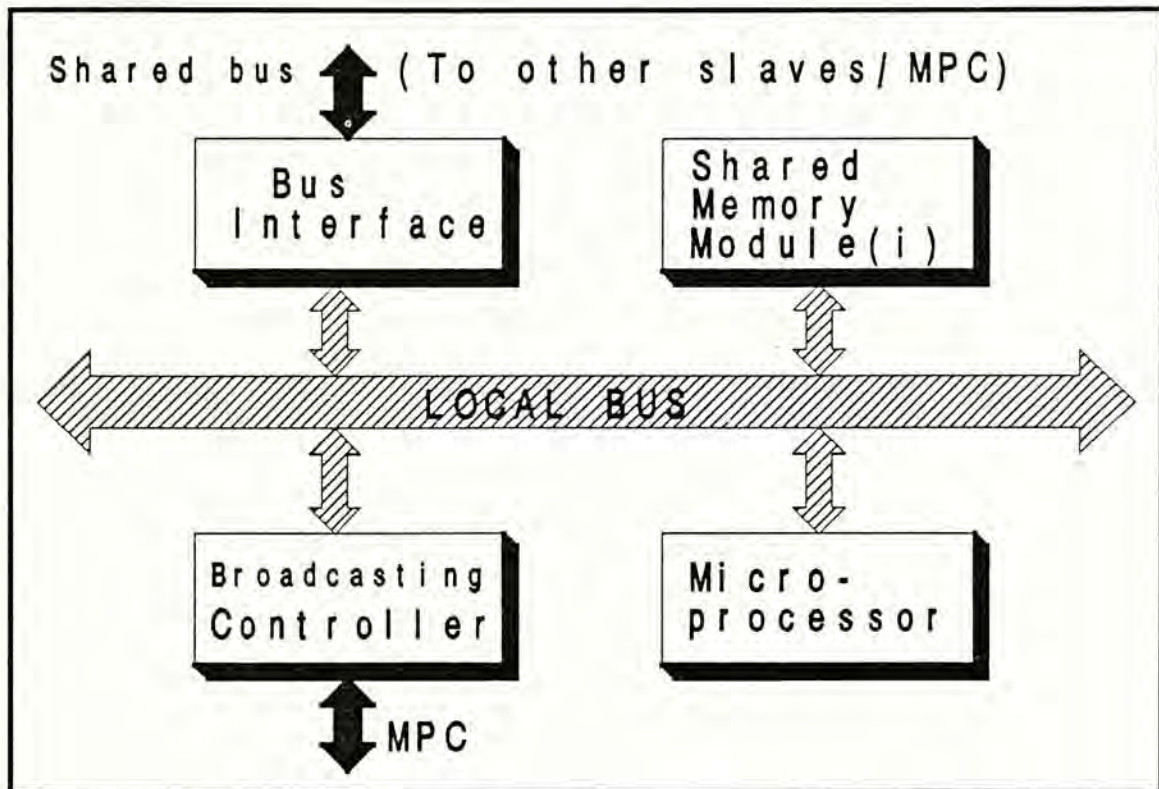 Shared bus (To other slaves/MPC)
Bus
Interface
Shared
Memory
Module(i)
LOCAL BUS
Broadcasting
Controller
Micro-
processor
MPC